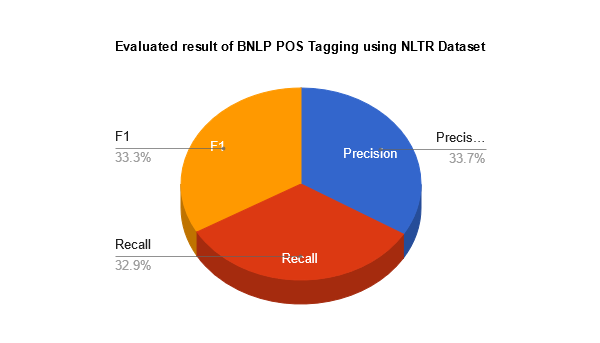 Evaluated result of BNLP POS Tagging using NLTR Dataset
F1
33.3%
F1
Precision
Precis…
33.7%
Recall
32.9%
Recall